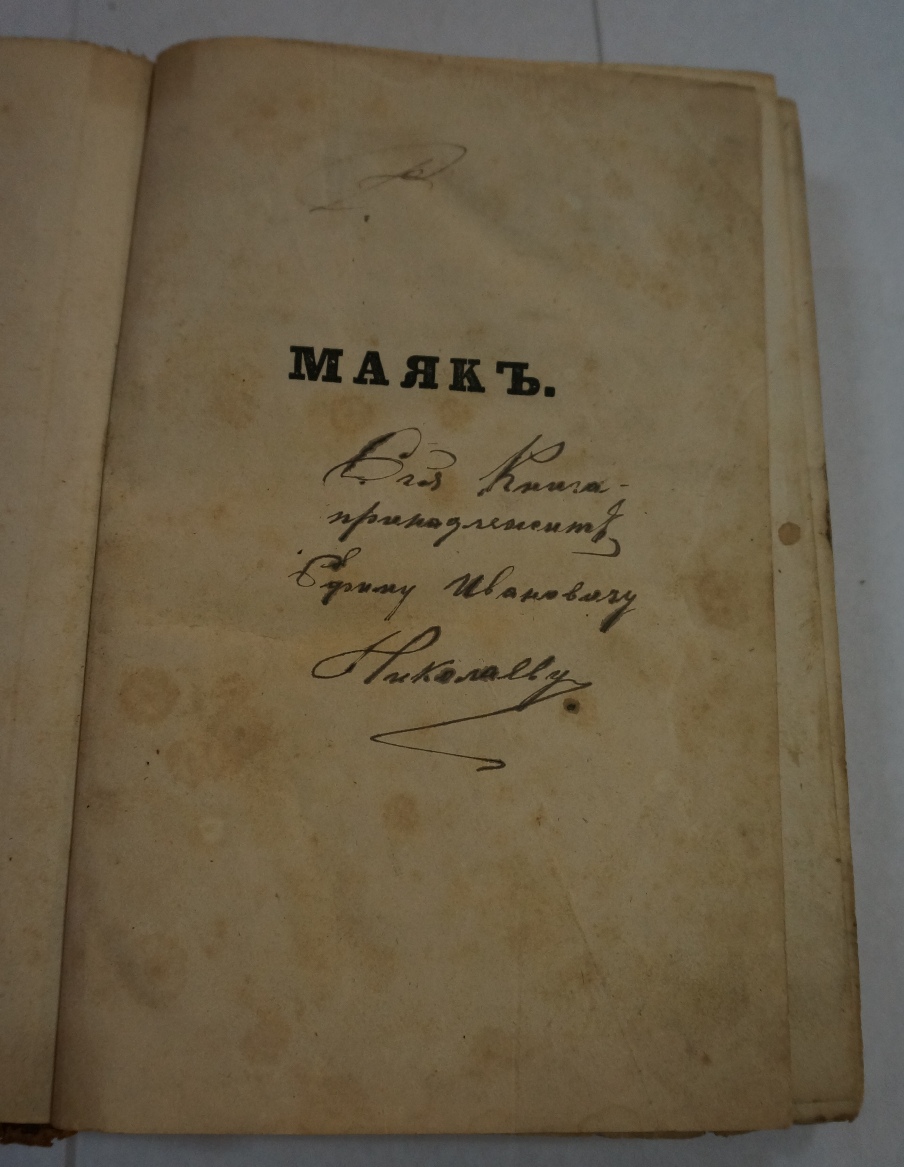 МАЯКЪ.
Сія Книга
принадлежитъ
Ефиму Ивановичу
Николаеву